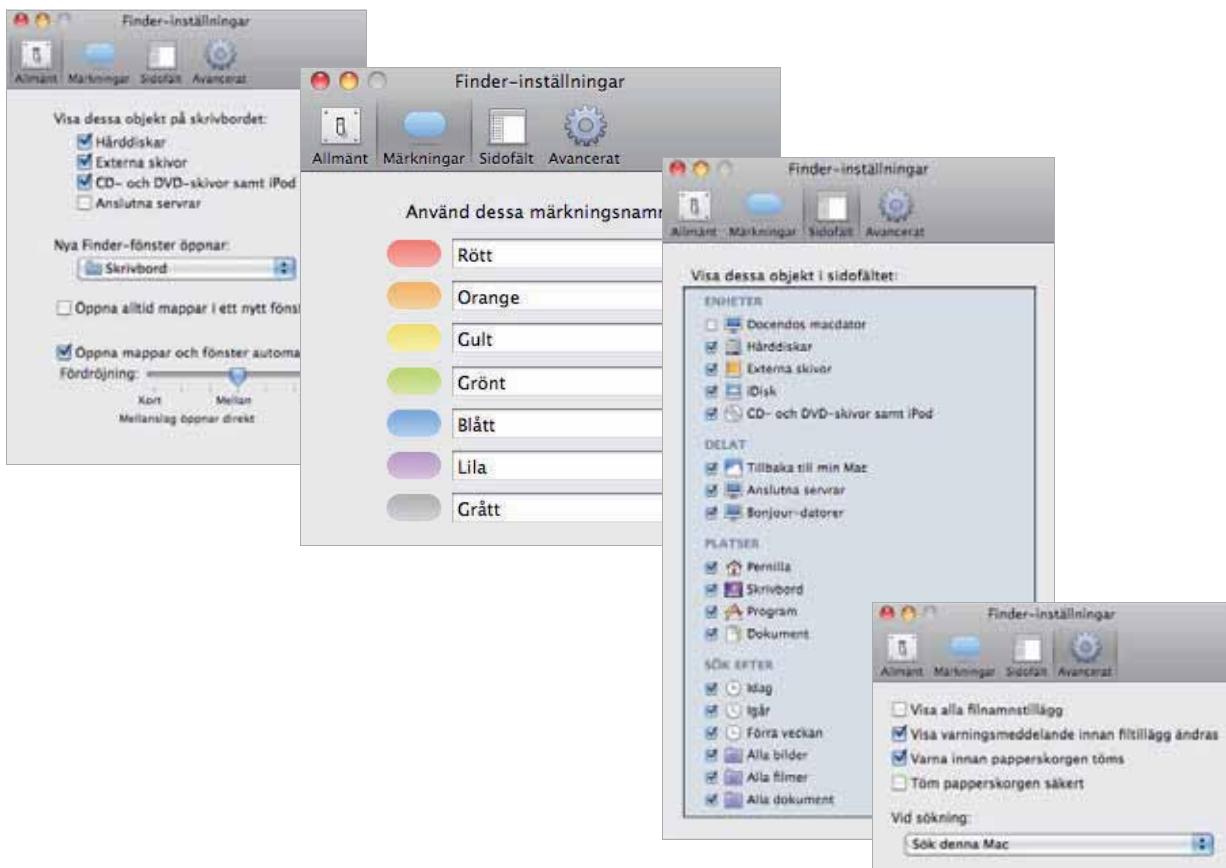 Finder-inställningar
Allmänt Märkningar Sidofält Avancerat
Visa dessa objekt på skrivbordet:
Hårddiskar
Externa skivor
CD- och DVD-skivor samt iPod
Anslutna servrar
Nya Finder-fönster öppnar:
Skrivbord
Öppna alltid mappar i ett nytt
Öppna mappar och fönster
Fördröjning:
Kort Mellan
Mellanslag öppnar direkt
Finder-inställningar
Allmänt Märkningar Sidofält Avancerat
Använd dessa
Rött
Orange
Gult
Grönt
Blått
Lila
Grått
Finder-inställningar
Allmänt Märkningar Sidofält Avancerat
Visa dessa objekt i sidofältet:
ENHETER
Docendos macdator
Hårddiskar
Externa skivor
iDisk
CD- och DVD-skivor samt iPod
DELAT
Tillbaka till min Mac
Anslutna servrar
Bonjour-datorer
PLATSER
Pernilla
Skrivbord
Program
Dokument
SÖK EFTER
Idag
Igår
Förra veckan
Alla bilder
Alla filmer
Alla dokument
Finder-inställningar
Allmänt Märkningar Sidofält Avancerat
Visa alla filnamnstillägg
Visa varningsmeddelande innan filtillägg ändras
Varna innan papperskorgen töms
Töm papperskorgen säkert
Vid sökning:
Sök denna Mac